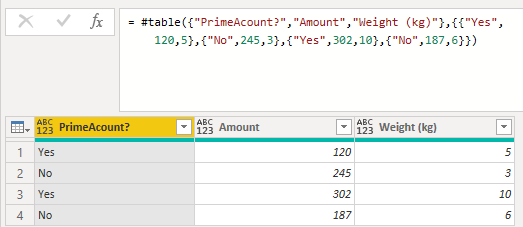 fx
= #table({"PrimeAcount?","Amount","Weight (kg)"},{{"Yes",
120,5},{"No",245,3},{"Yes",302,10},{"No",187,6}})
ABC 123 PrimeAcount? ABC 123 Amount ABC 123 Weight (kg)
1 Yes 120 5
2 No 245 3
3 Yes 302 10
4 No 187 6